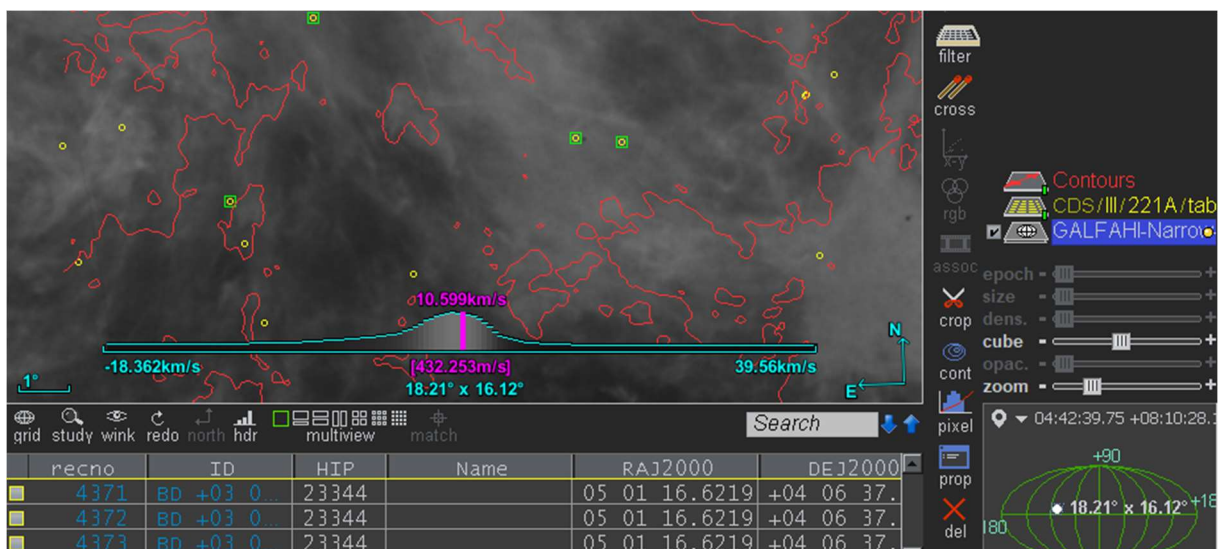 filter
cross
x-y
rgb
assoc
crop
cont
pixel
prop
del
10.599km/s
-18.362km/s
[432.253m/s]
39.56km/s
18.21° x 16.12°
1°
N
E
Contours
CDS/III/221A/tab
GALFAHI-Narrow
epoch - +
size - +
dens. - +
cube - +
opac. - +
zoom - +
grid study wink redo north hdr multiview match
Search
04:42:39.75 +08:10:28.
+90
18.21° x 16.12°
+18
180
recno ID HIP Name RAJ2000 DEJ2000
4371 BD +03 0... 23344 05 01 16.6219 +04 06 37.
4372 BD +03 0... 23344 05 01 16.6219 +04 06 37.
4373 BD +03 0... 23344 05 01 16.6219 +04 06 37.